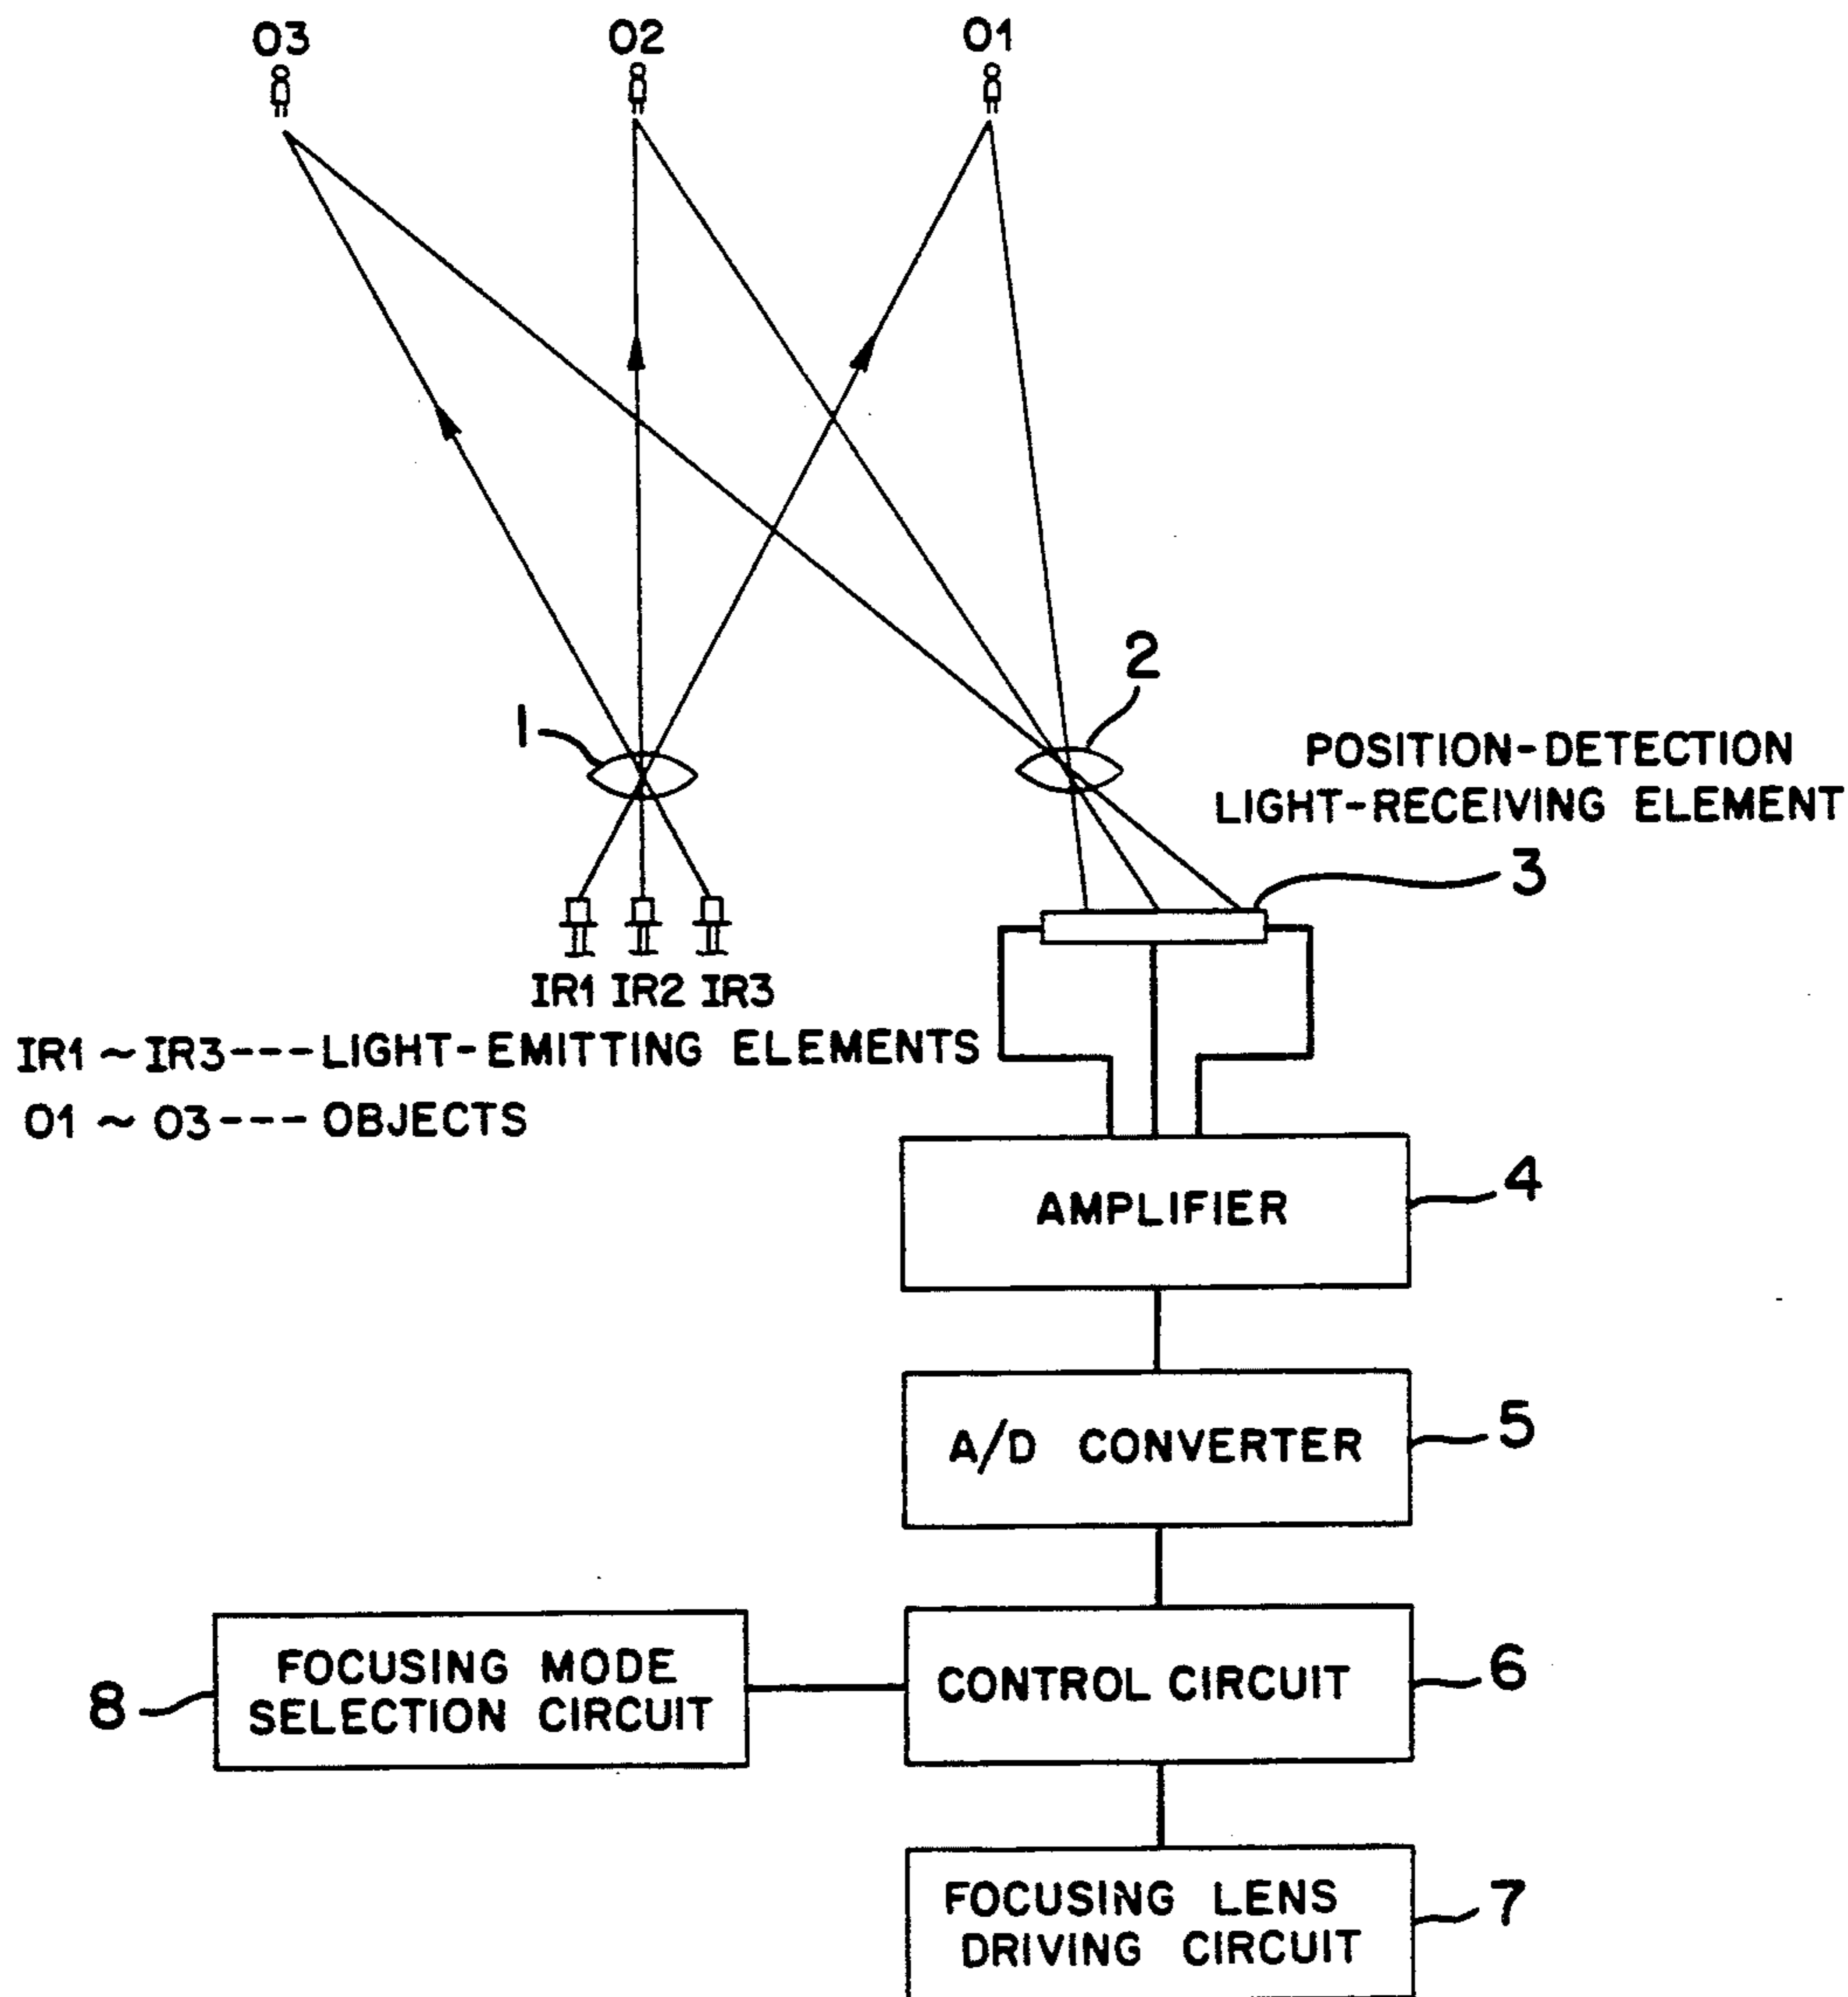 O3 O2 O1
2
1
POSITION-DETECTION
LIGHT-RECEIVING ELEMENT
3
IR1 IR2 IR3
IR1 ~ IR3---LIGHT-EMITTING ELEMENTS
O1 ~ O3--- OBJECTS
AMPLIFIER
4
A/D CONVERTER
5
FOCUSING MODE
SELECTION CIRCUIT
8
CONTROL CIRCUIT
6
FOCUSING LENS
DRIVING CIRCUIT
7